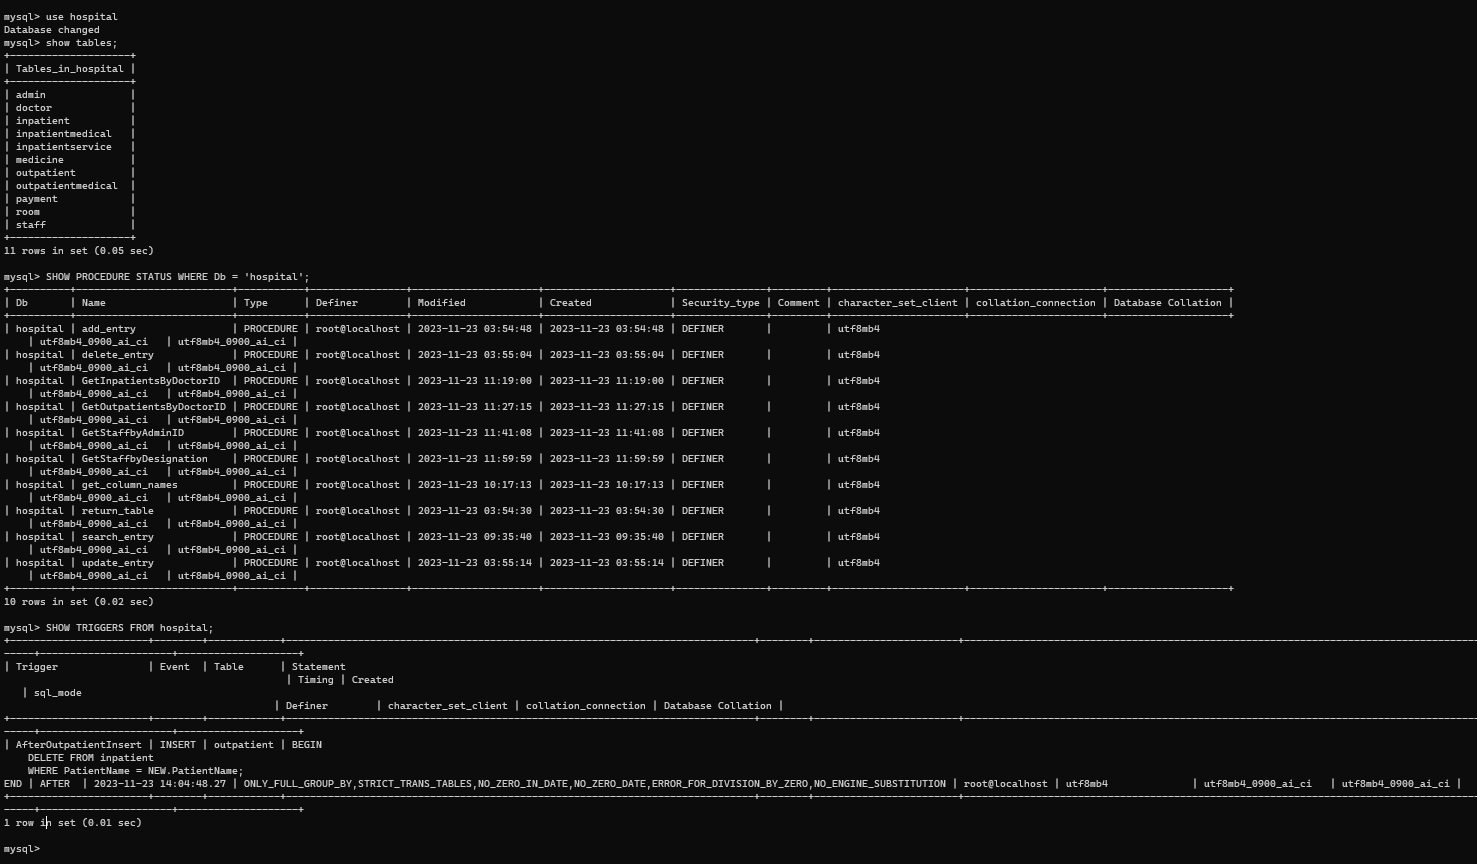 mysql> use hospital
Database changed
mysql> show tables;
+--------------------+
| Tables_in_hospital |
+--------------------+
| admin              |
| doctor             |
| inpatient          |
| inpatientmedical   |
| inpatientservice   |
| medicine           |
| outpatient         |
| outpatientmedical  |
| payment            |
| room               |
| staff              |
+--------------------+
11 rows in set (0.05 sec)

mysql> SHOW PROCEDURE STATUS WHERE Db = 'hospital';
+----------+--------------------------+-----------+----------------+---------------------+---------------------+---------------+---------+----------------------+----------------------+--------------------+
| Db       | Name                     | Type      | Definer        | Modified            | Created             | Security_type | Comment | character_set_client | collation_connection | Database Collation |
+----------+--------------------------+-----------+----------------+---------------------+---------------------+---------------+---------+----------------------+----------------------+--------------------+
| hospital | add_entry                | PROCEDURE | root@localhost | 2023-11-23 03:54:48 | 2023-11-23 03:54:48 | DEFINER       |         | utf8mb4
    | utf8mb4_0900_ai_ci   | utf8mb4_0900_ai_ci |
| hospital | delete_entry             | PROCEDURE | root@localhost | 2023-11-23 03:55:04 | 2023-11-23 03:55:04 | DEFINER       |         | utf8mb4
    | utf8mb4_0900_ai_ci   | utf8mb4_0900_ai_ci |
| hospital | GetInpatientsByDoctorID  | PROCEDURE | root@localhost | 2023-11-23 11:19:00 | 2023-11-23 11:19:00 | DEFINER       |         | utf8mb4
    | utf8mb4_0900_ai_ci   | utf8mb4_0900_ai_ci |
| hospital | GetOutpatientsByDoctorID | PROCEDURE | root@localhost | 2023-11-23 11:27:15 | 2023-11-23 11:27:15 | DEFINER       |         | utf8mb4
    | utf8mb4_0900_ai_ci   | utf8mb4_0900_ai_ci |
| hospital | GetStaffbyAdminID        | PROCEDURE | root@localhost | 2023-11-23 11:41:08 | 2023-11-23 11:41:08 | DEFINER       |         | utf8mb4
    | utf8mb4_0900_ai_ci   | utf8mb4_0900_ai_ci |
| hospital | GetStaffbyDesignation    | PROCEDURE | root@localhost | 2023-11-23 11:59:59 | 2023-11-23 11:59:59 | DEFINER       |         | utf8mb4
    | utf8mb4_0900_ai_ci   | utf8mb4_0900_ai_ci |
| hospital | get_column_names         | PROCEDURE | root@localhost | 2023-11-23 10:17:13 | 2023-11-23 10:17:13 | DEFINER       |         | utf8mb4
    | utf8mb4_0900_ai_ci   | utf8mb4_0900_ai_ci |
| hospital | return_table             | PROCEDURE | root@localhost | 2023-11-23 03:54:30 | 2023-11-23 03:54:30 | DEFINER       |         | utf8mb4
    | utf8mb4_0900_ai_ci   | utf8mb4_0900_ai_ci |
| hospital | search_entry             | PROCEDURE | root@localhost | 2023-11-23 09:35:40 | 2023-11-23 09:35:40 | DEFINER       |         | utf8mb4
    | utf8mb4_0900_ai_ci   | utf8mb4_0900_ai_ci |
| hospital | update_entry             | PROCEDURE | root@localhost | 2023-11-23 03:55:14 | 2023-11-23 03:55:14 | DEFINER       |         | utf8mb4
    | utf8mb4_0900_ai_ci   | utf8mb4_0900_ai_ci |
+----------+--------------------------+-----------+----------------+---------------------+---------------------+---------------+---------+----------------------+----------------------+--------------------+
10 rows in set (0.02 sec)

mysql> SHOW TRIGGERS FROM hospital;
| Trigger               | Event  | Table      | Statement
| Timing | Created
| sql_mode
| Definer        | character_set_client | collation_connection | Database Collation |
| AfterOutpatientInsert | INSERT | outpatient | BEGIN
    DELETE FROM inpatient
    WHERE PatientName = NEW.PatientName;
END | AFTER  | 2023-11-23 14:04:48.27 | ONLY_FULL_GROUP_BY,STRICT_TRANS_TABLES,NO_ZERO_IN_DATE,NO_ZERO_DATE,ERROR_FOR_DIVISION_BY_ZERO,NO_ENGINE_SUBSTITUTION | root@localhost | utf8mb4              | utf8mb4_0900_ai_ci   | utf8mb4_0900_ai_ci |
1 row in set (0.01 sec)

mysql>